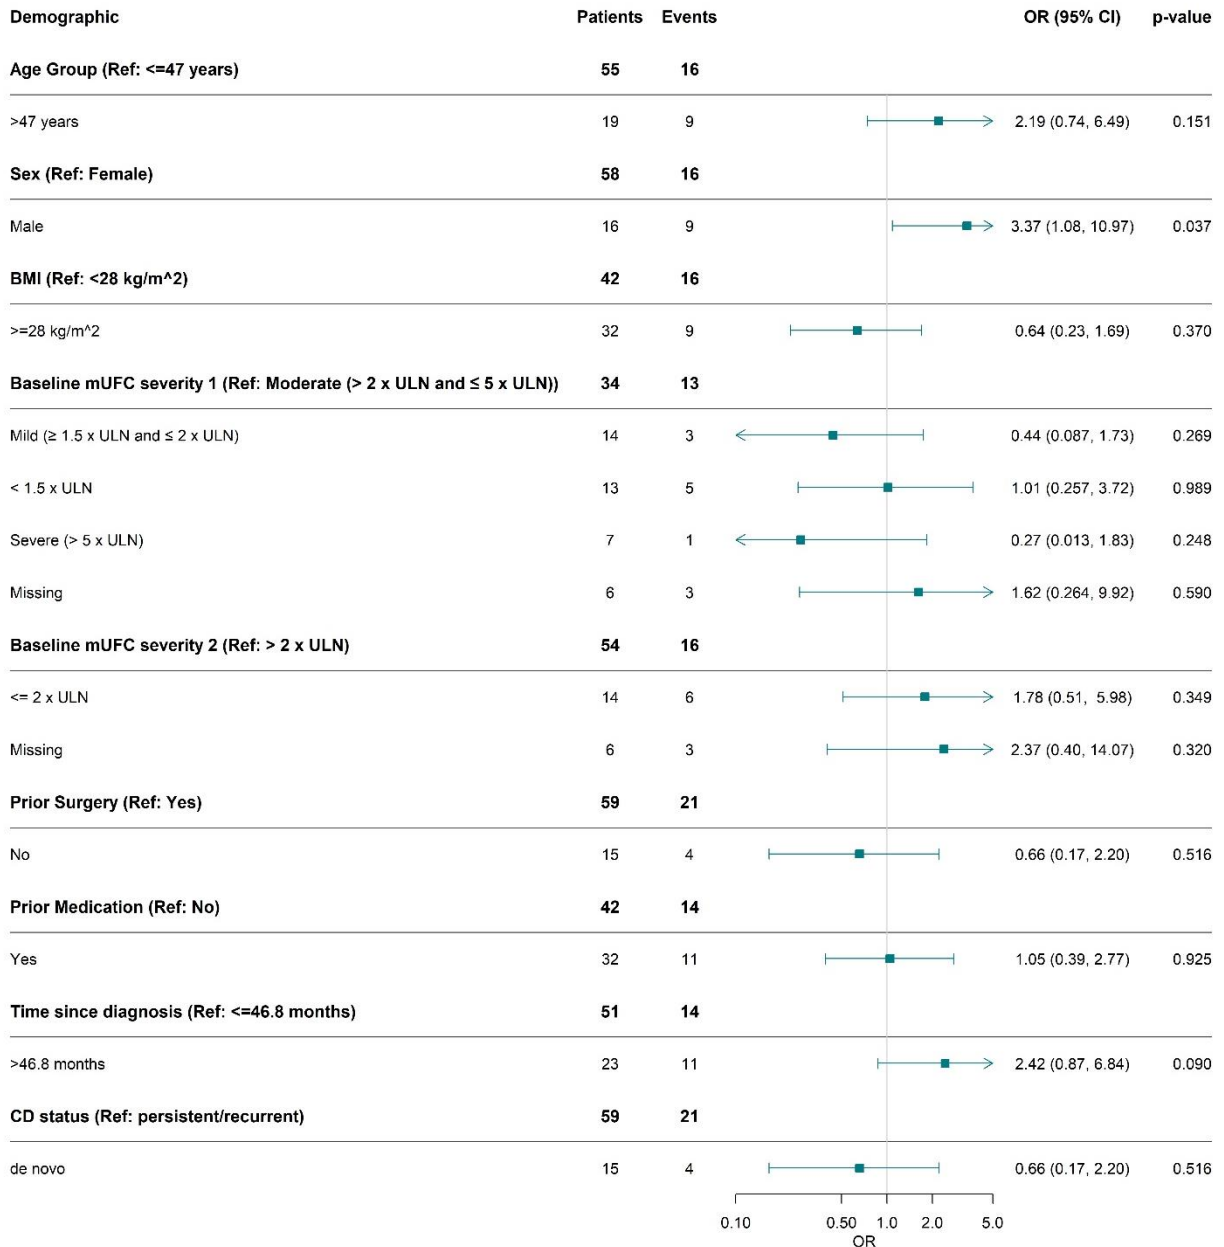 Demographic Patients Events OR (95% CI) p-value
Age Group (Ref: <=47 years) 55 16
>47 years 19 9 2.19 (0.74, 6.49) 0.151
Sex (Ref: Female) 58 16
Male 16 9 3.37 (1.08, 10.97) 0.037
BMI (Ref: <28 kg/m^2) 42 16
>=28 kg/m^2 32 9 0.64 (0.23, 1.69) 0.370
Baseline mUFC severity 1 (Ref: Moderate (> 2 x ULN and ≤ 5 x ULN)) 34 13
Mild (≥ 1.5 x ULN and ≤ 2 x ULN) 14 3 0.44 (0.087, 1.73) 0.269
< 1.5 x ULN 13 5 1.01 (0.257, 3.72) 0.989
Severe (> 5 x ULN) 7 1 0.27 (0.013, 1.83) 0.248
Missing 6 3 1.62 (0.264, 9.92) 0.590
Baseline mUFC severity 2 (Ref: > 2 x ULN) 54 16
<= 2 x ULN 14 6 1.78 (0.51, 5.98) 0.349
Missing 6 3 2.37 (0.40, 14.07) 0.320
Prior Surgery (Ref: Yes) 59 21
No 15 4 0.66 (0.17, 2.20) 0.516
Prior Medication (Ref: No) 42 14
Yes 32 11 1.05 (0.39, 2.77) 0.925
Time since diagnosis (Ref: <=46.8 months) 51 14
>46.8 months 23 11 2.42 (0.87, 6.84) 0.090
CD status (Ref: persistent/recurrent) 59 21
de novo 15 4 0.66 (0.17, 2.20) 0.516
0.10 0.50 1.0 2.0 5.0
OR